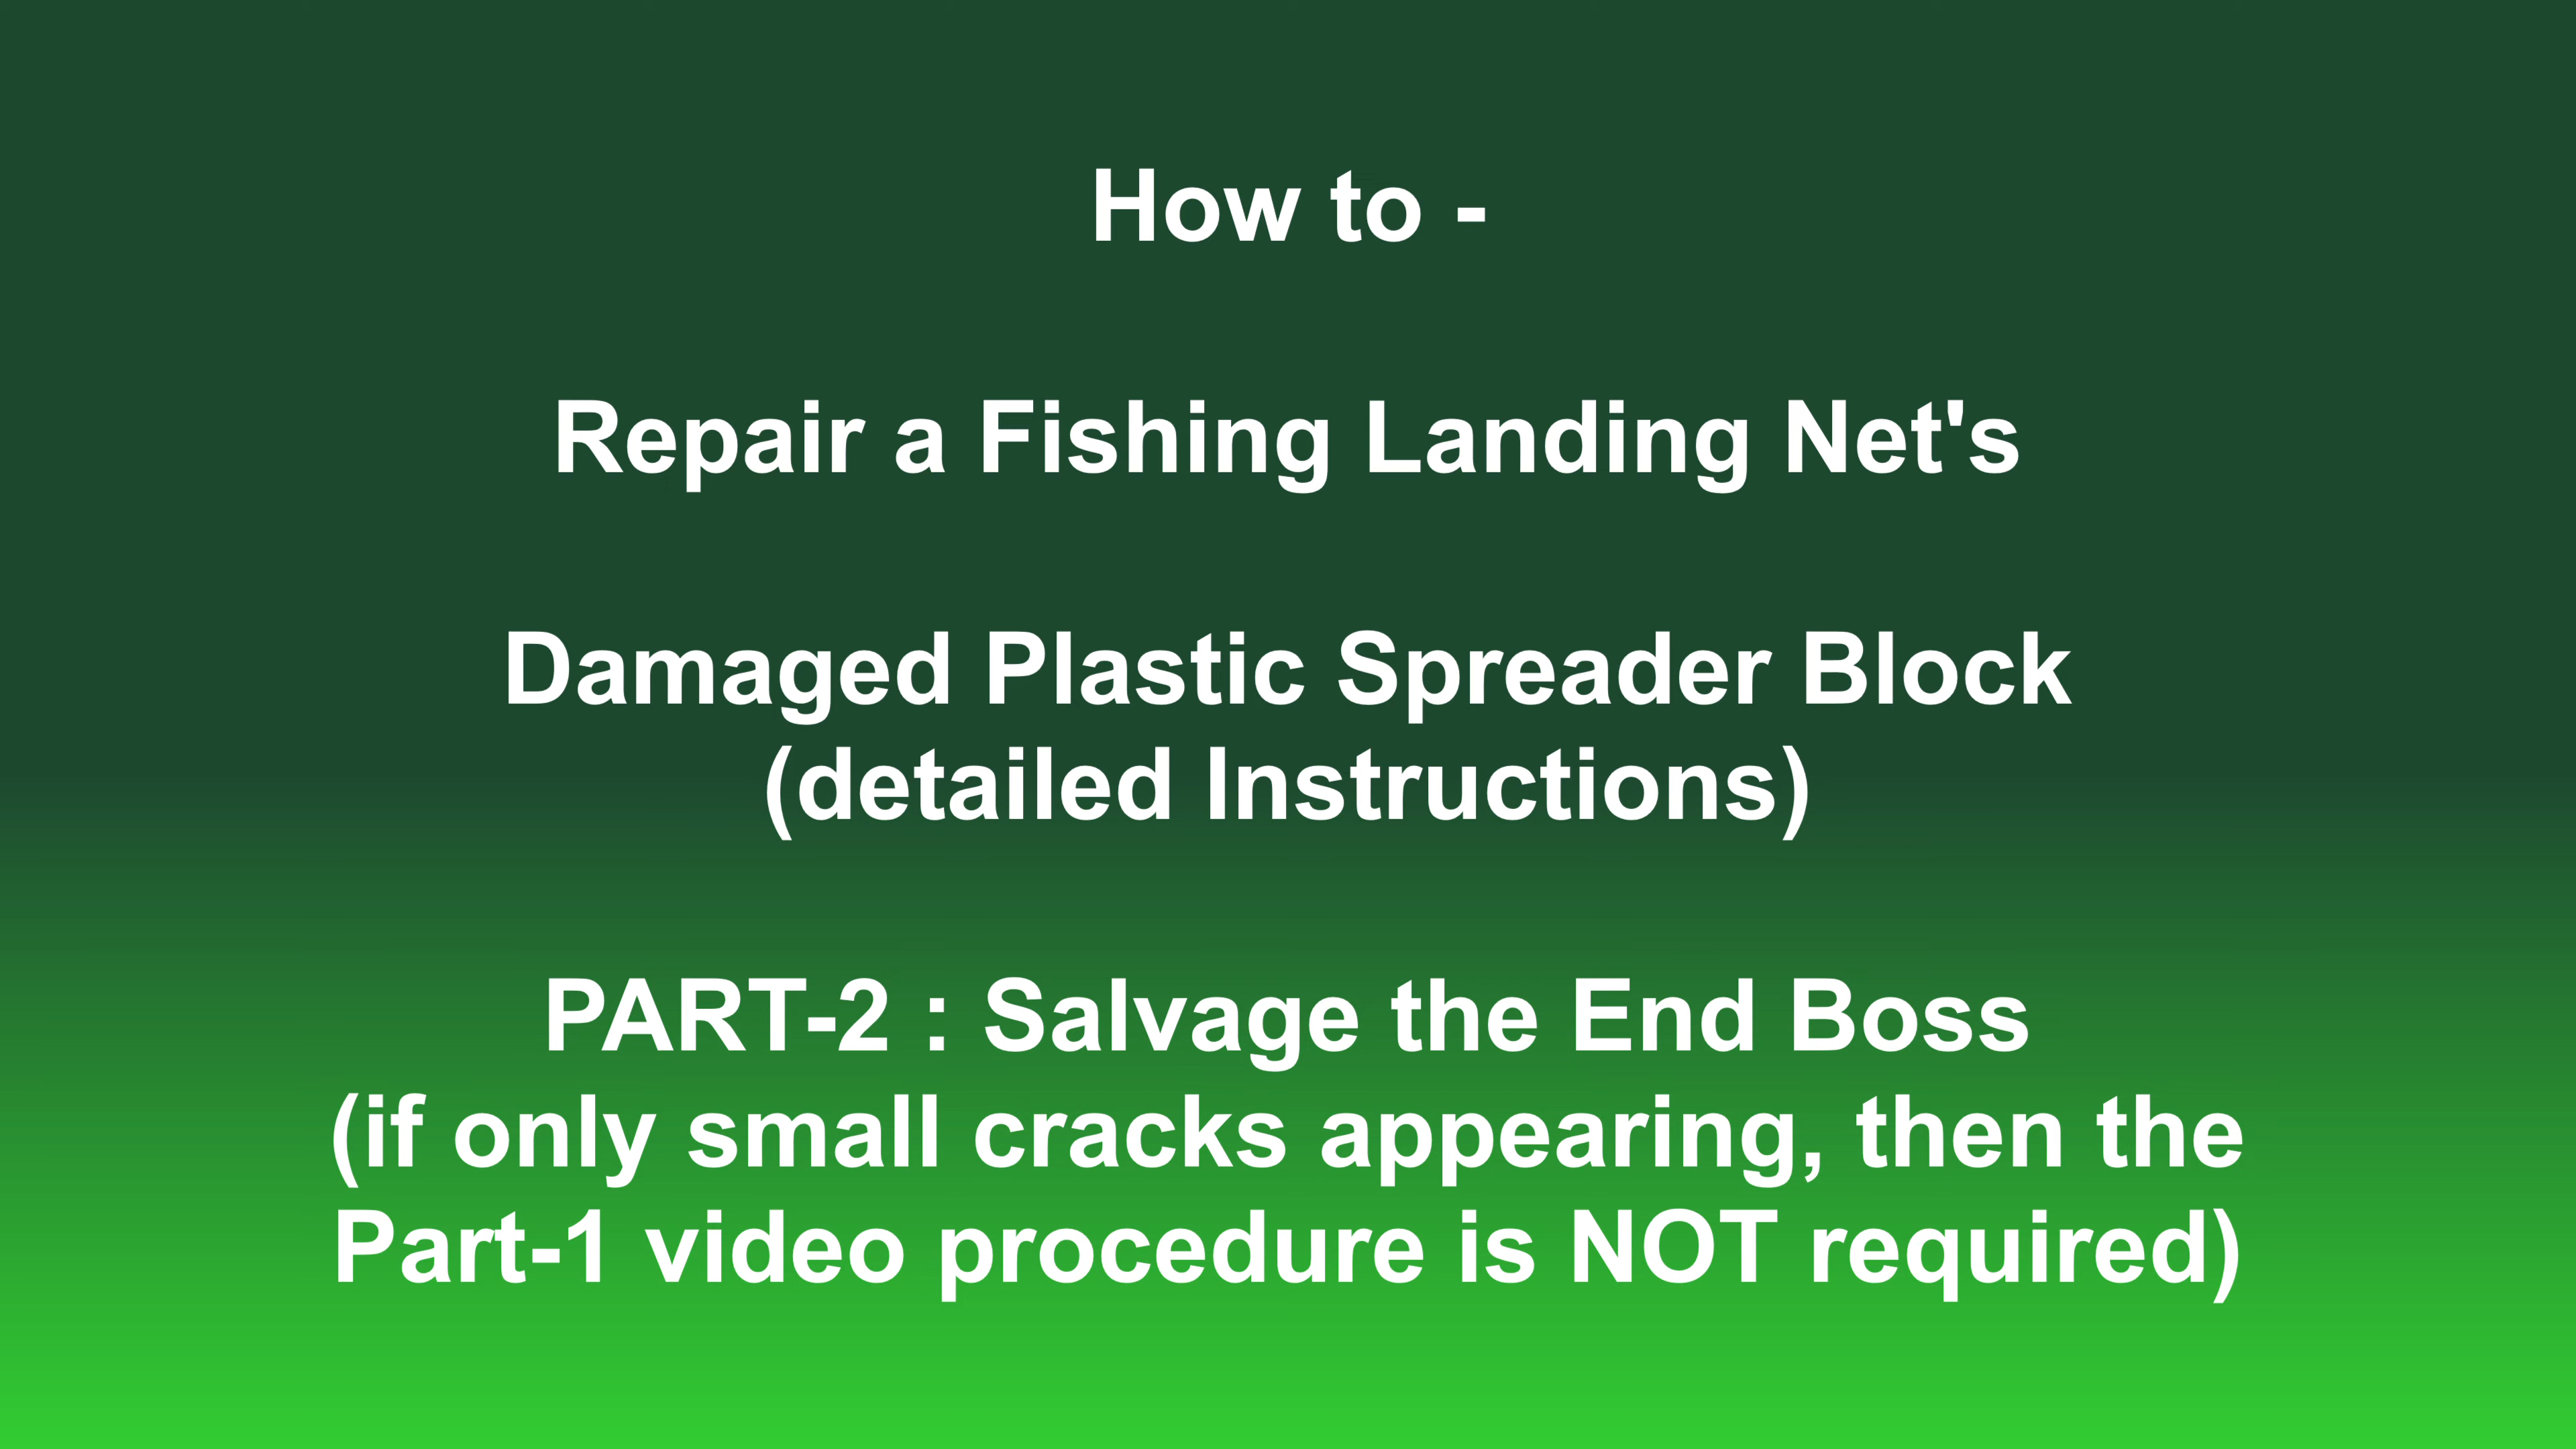 How to -
Repair a Fishing Landing Net's
Damaged Plastic Spreader Block
(detailed Instructions)
PART-2 : Salvage the End Boss
(if only small cracks appearing, then the
Part-1 video procedure is NOT required)